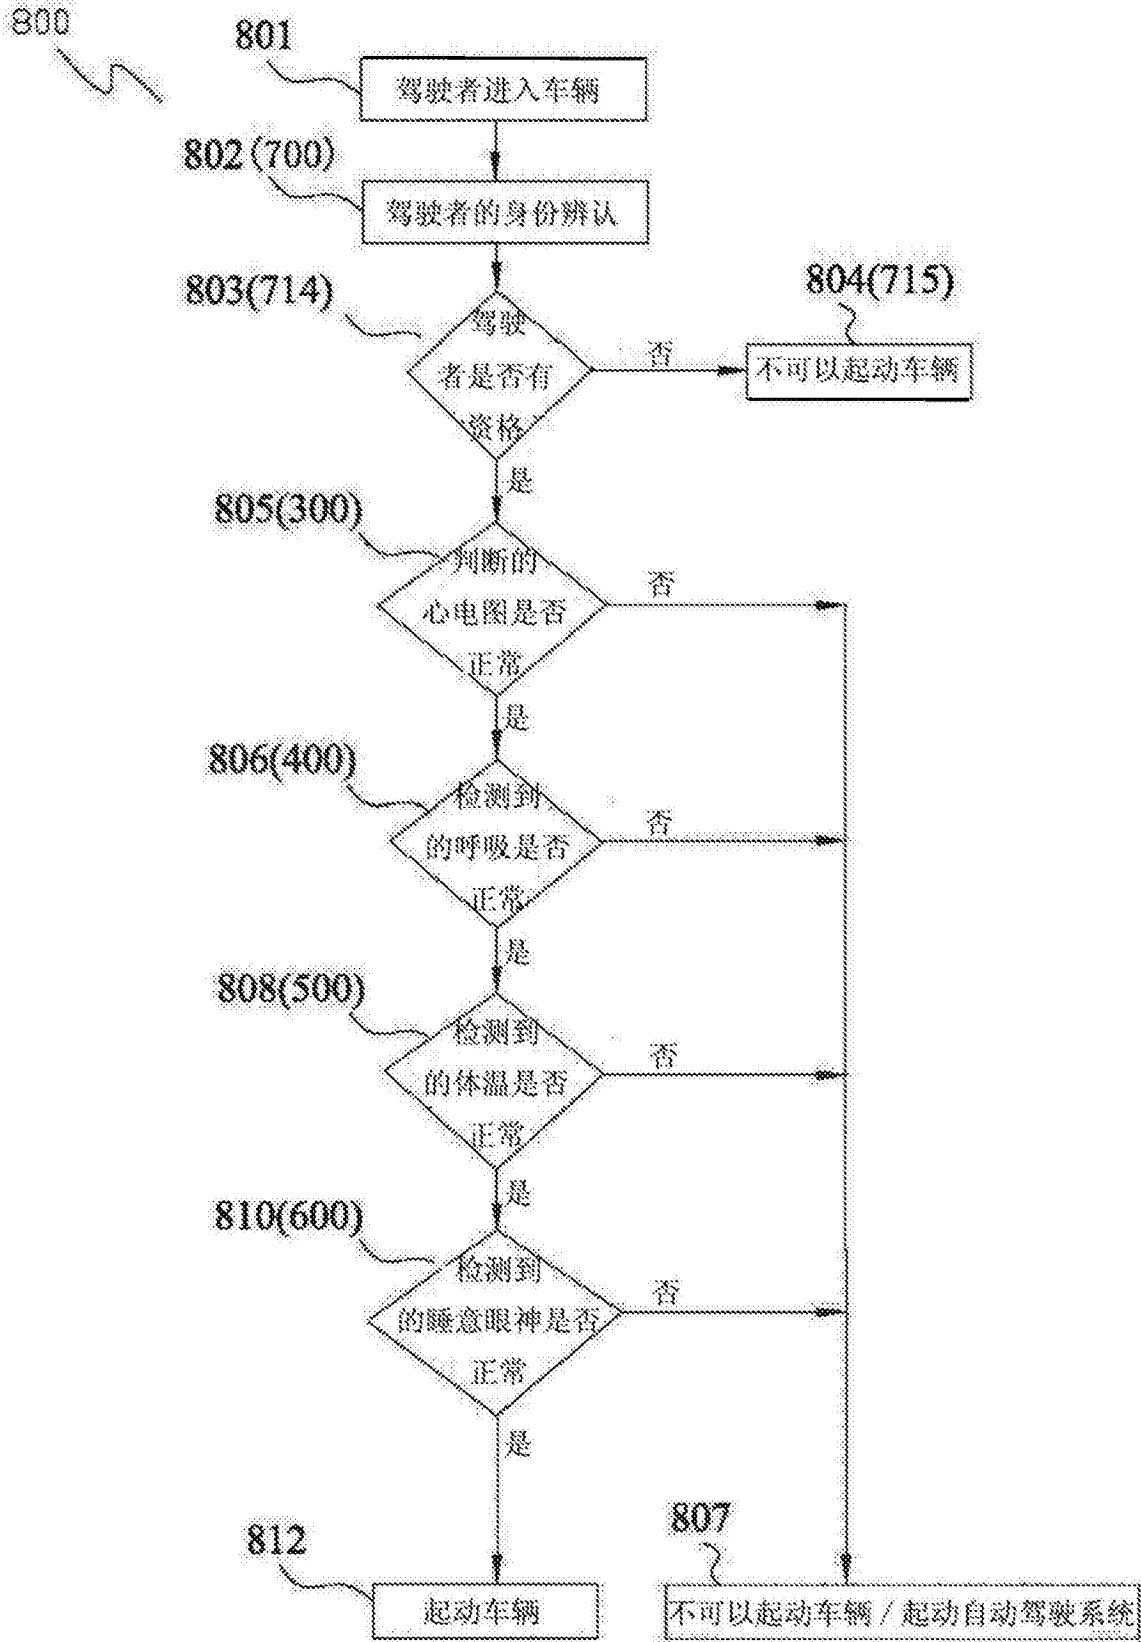 800
801
驾驶者进入车辆
802(700)
驾驶者的身份辨认
803(714)
804(715)
驾驶
者是否有
资格
否
不可以起动车辆
是
805(300)
判断的
心电图是否
正常
否
是
806(400)
检测到
的呼吸是否
正常
否
是
808(500)
检测到
的体温是否
正常
否
是
810(600)
检测到
的睡意眼神是否
正常
否
是
812
807
起动车辆
不可以起动车辆/起动自动驾驶系统